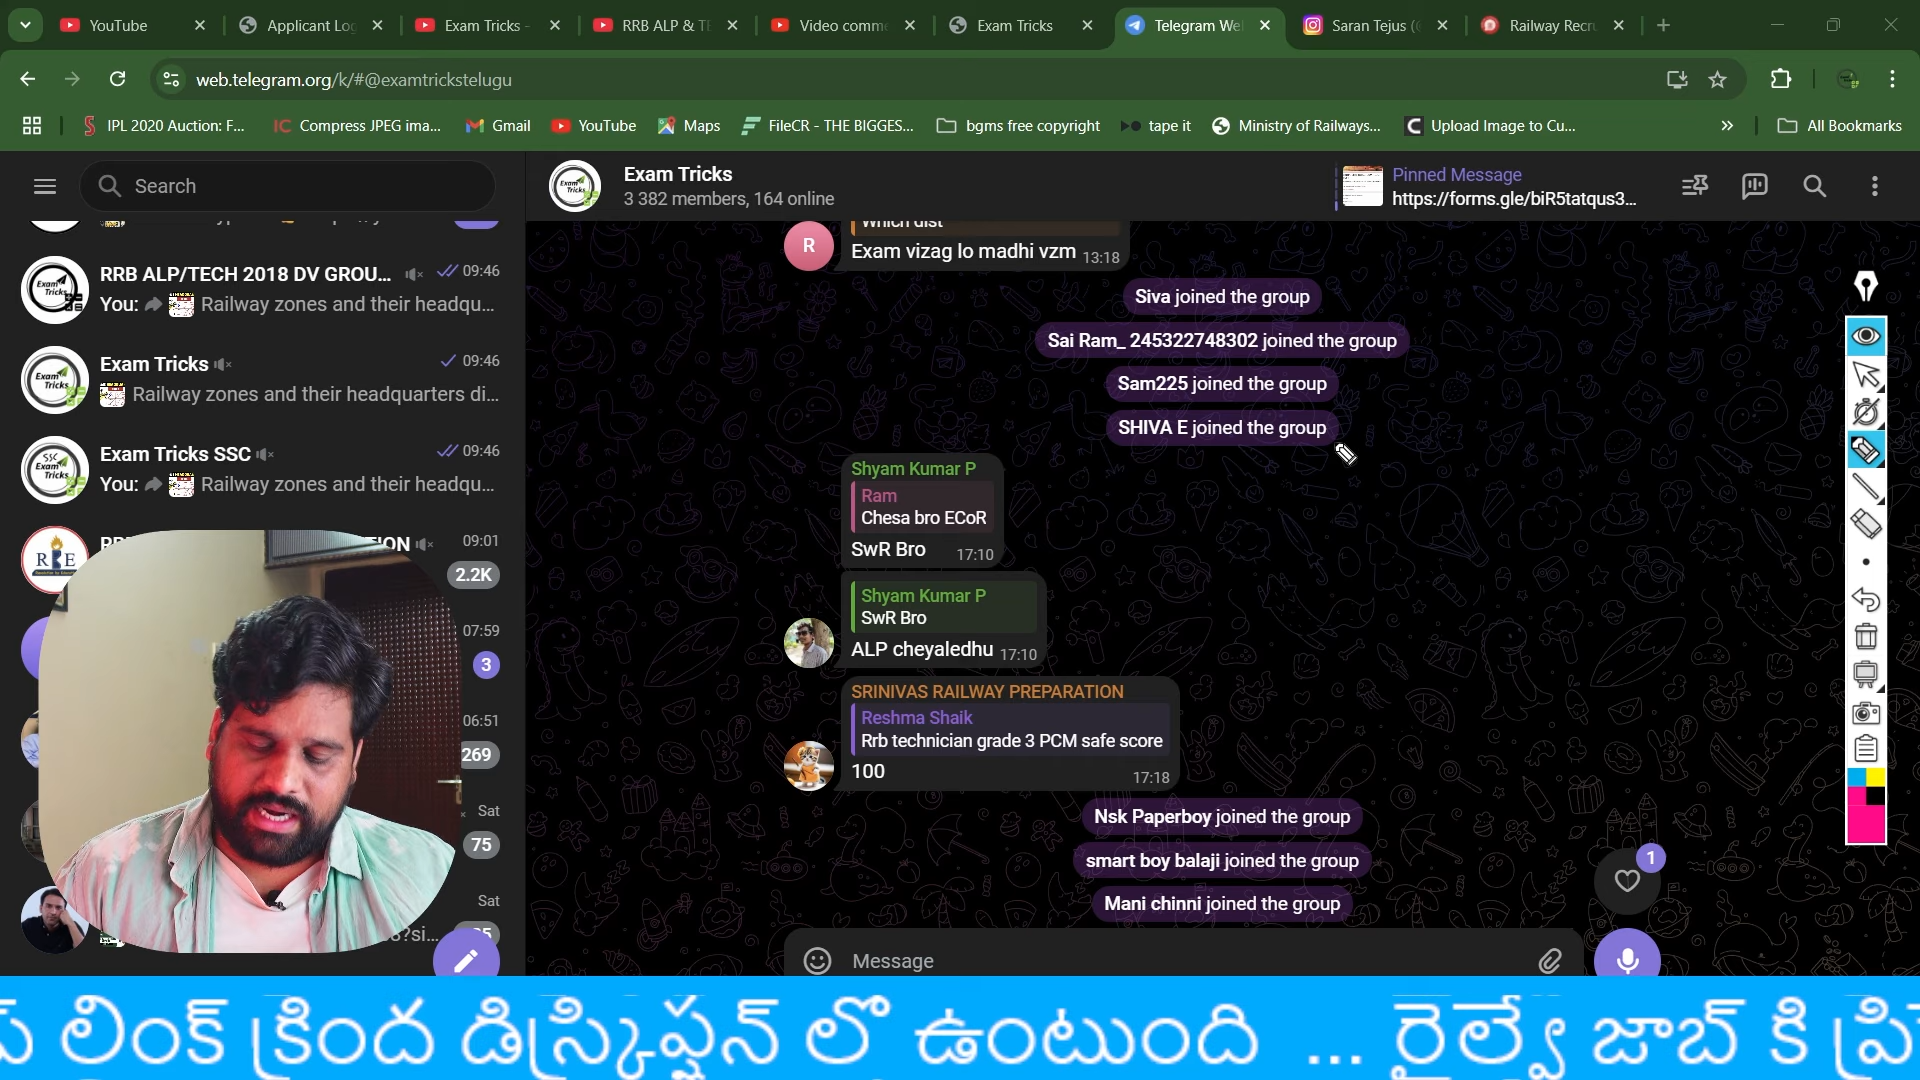 YouTube
Applicant Log
Exam Tricks -
RRB ALP & TE
Video comme
Exam Tricks
Telegram We
Saran Tejus (@
Railway Recru
web.telegram.org/k/#@examtrickstelugu
IPL 2020 Auction: F...
Compress JPEG ima...
Gmail
YouTube
Maps
FileCR - THE BIGGES...
bgms free copyright
tape it
Ministry of Railways...
Upload Image to Cu...
All Bookmarks
Search
Exam Tricks
3 382 members, 164 online
Pinned Message
https://forms.gle/biR5tatqus3...
RRB ALP/TECH 2018 DV GROU...
09:46
You: Railway zones and their headqu...
Exam Tricks
09:46
Railway zones and their headquarters di...
Exam Tricks SSC
09:46
You: Railway zones and their headqu...
09:01
2.2K
07:59
3
06:51
269
Sat
75
Sat
Which dist
R
Exam vizag lo madhi vzm 13:18
Siva joined the group
Sai Ram_ 245322748302 joined the group
Sam225 joined the group
SHIVA E joined the group
Shyam Kumar P
Ram
Chesa bro ECoR
SwR Bro 17:10
Shyam Kumar P
SwR Bro
ALP cheyaledhu 17:10
SRINIVAS RAILWAY PREPARATION
Reshma Shaik
Rrb technician grade 3 PCM safe score
100 17:18
Nsk Paperboy joined the group
smart boy balaji joined the group
Mani chinni joined the group
1
Message
లింక్ క్రింద డిస్క్రిప్షన్ లో ఉంటుంది ... రైల్వే జాబ్ కి